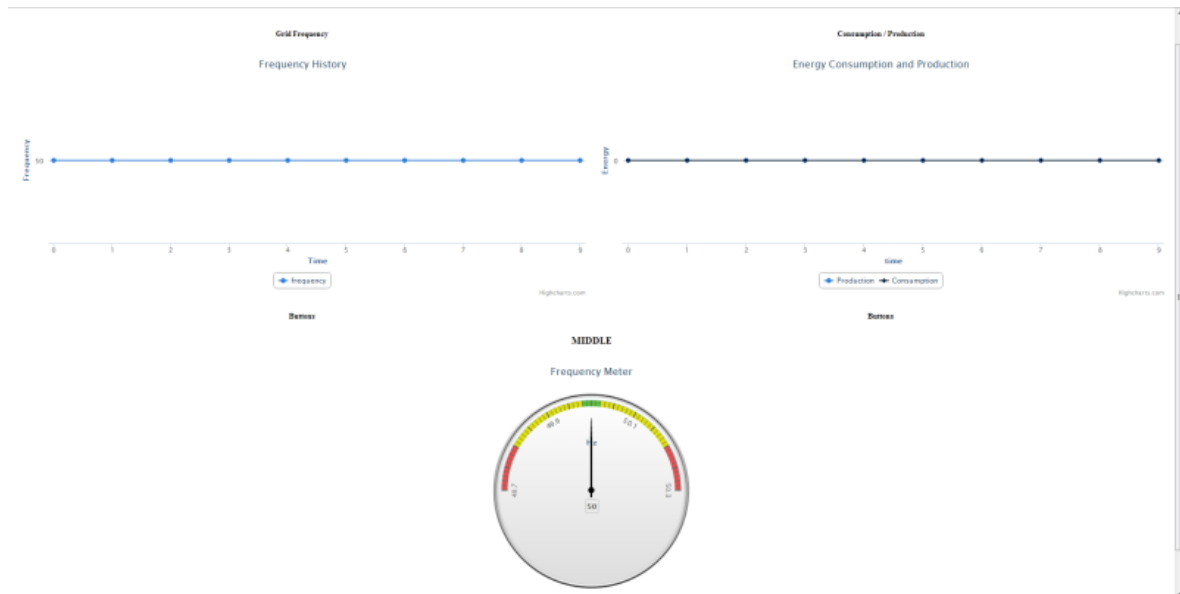 Grid Frequency
Frequency History
Frequency
50
0 1 2 3 4 5 6 7 8 9
Time
frequency
Highcharts.com
Buttons
Consumption / Production
Energy Consumption and Production
Energy
0
0 1 2 3 4 5 6 7 8 9
time
Production Consumption
Highcharts.com
Buttons
MIDDLE
Frequency Meter
49.7 49.9 50.1 50.3
Hz
50